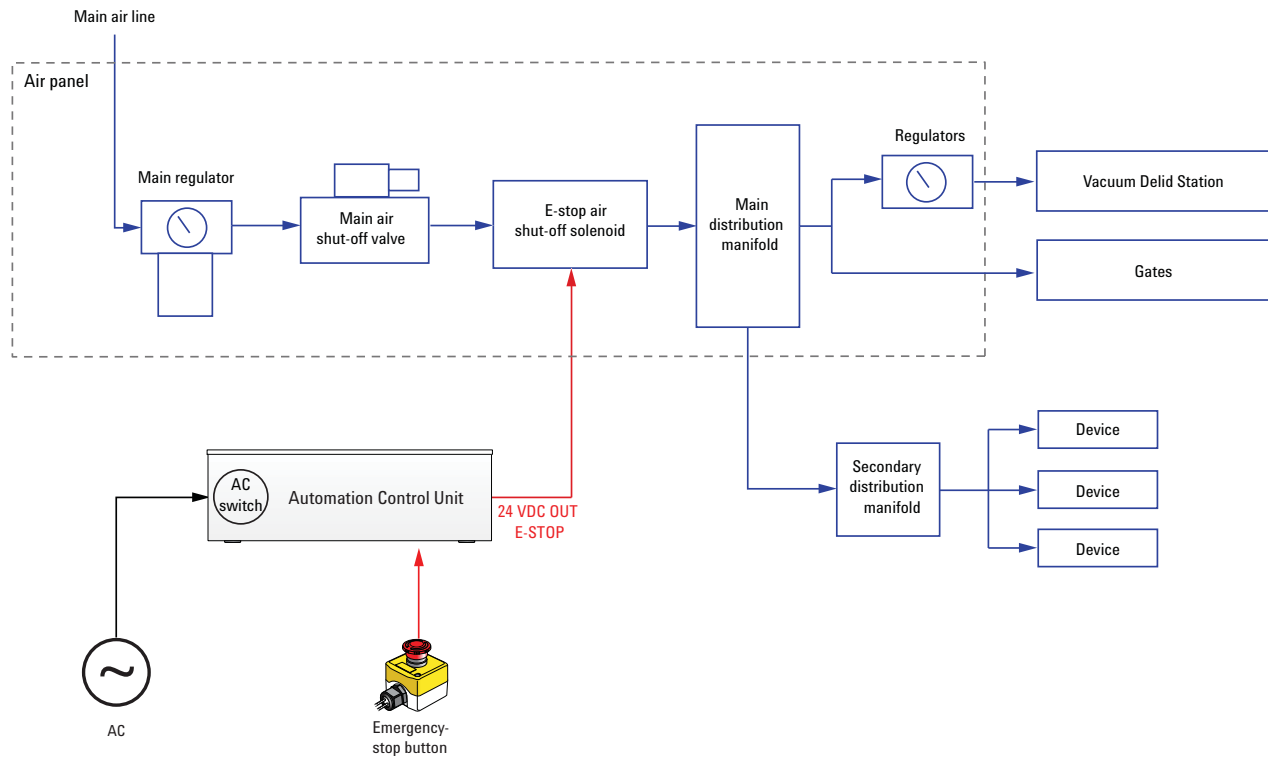 Main air line
Air panel
Main regulator
Main air
shut-off valve
E-stop air
shut-off solenoid
Main
distribution
manifold
Regulators
Vacuum Delid Station
Gates
AC
switch
Automation Control Unit
24 VDC OUT
E-STOP
Secondary
distribution
manifold
Device
Device
Device
AC
Emergency-
stop button